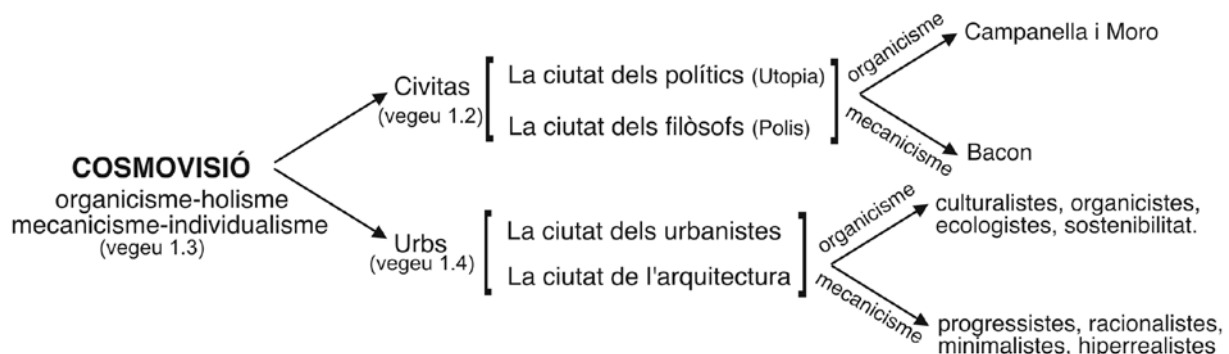 COSMOVISIÓ
organicisme-holisme
mecanicisme-individualisme
(vegeu 1.3)
Civitas
(vegeu 1.2)
La ciutat dels polítics (Utopia)
La ciutat dels filòsofs (Polis)
organicisme
Campanella i Moro
mecanicisme
Bacon
Urbs
(vegeu 1.4)
La ciutat dels urbanistes
La ciutat de l'arquitectura
organicisme
culturalistes, organicistes,
ecologistes, sostenibilitat.
mecanicisme
progressistes, racionalistes,
minimalistes, hiperrealistes